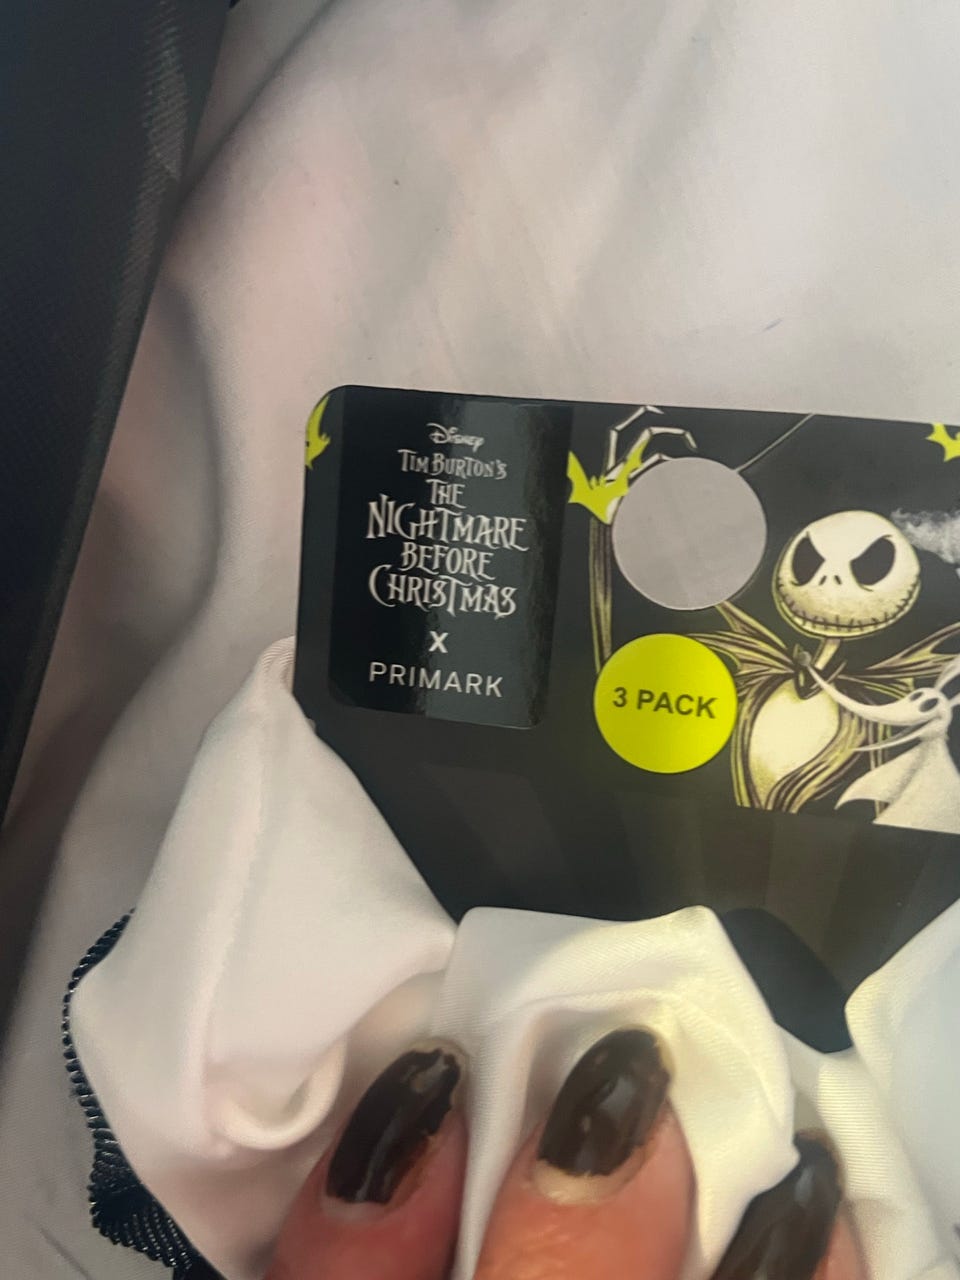 Disney
TIM BURTON'S
THE
NIGHTMARE
BEFORE
CHRISTMAS
X
PRIMARK
3 PACK